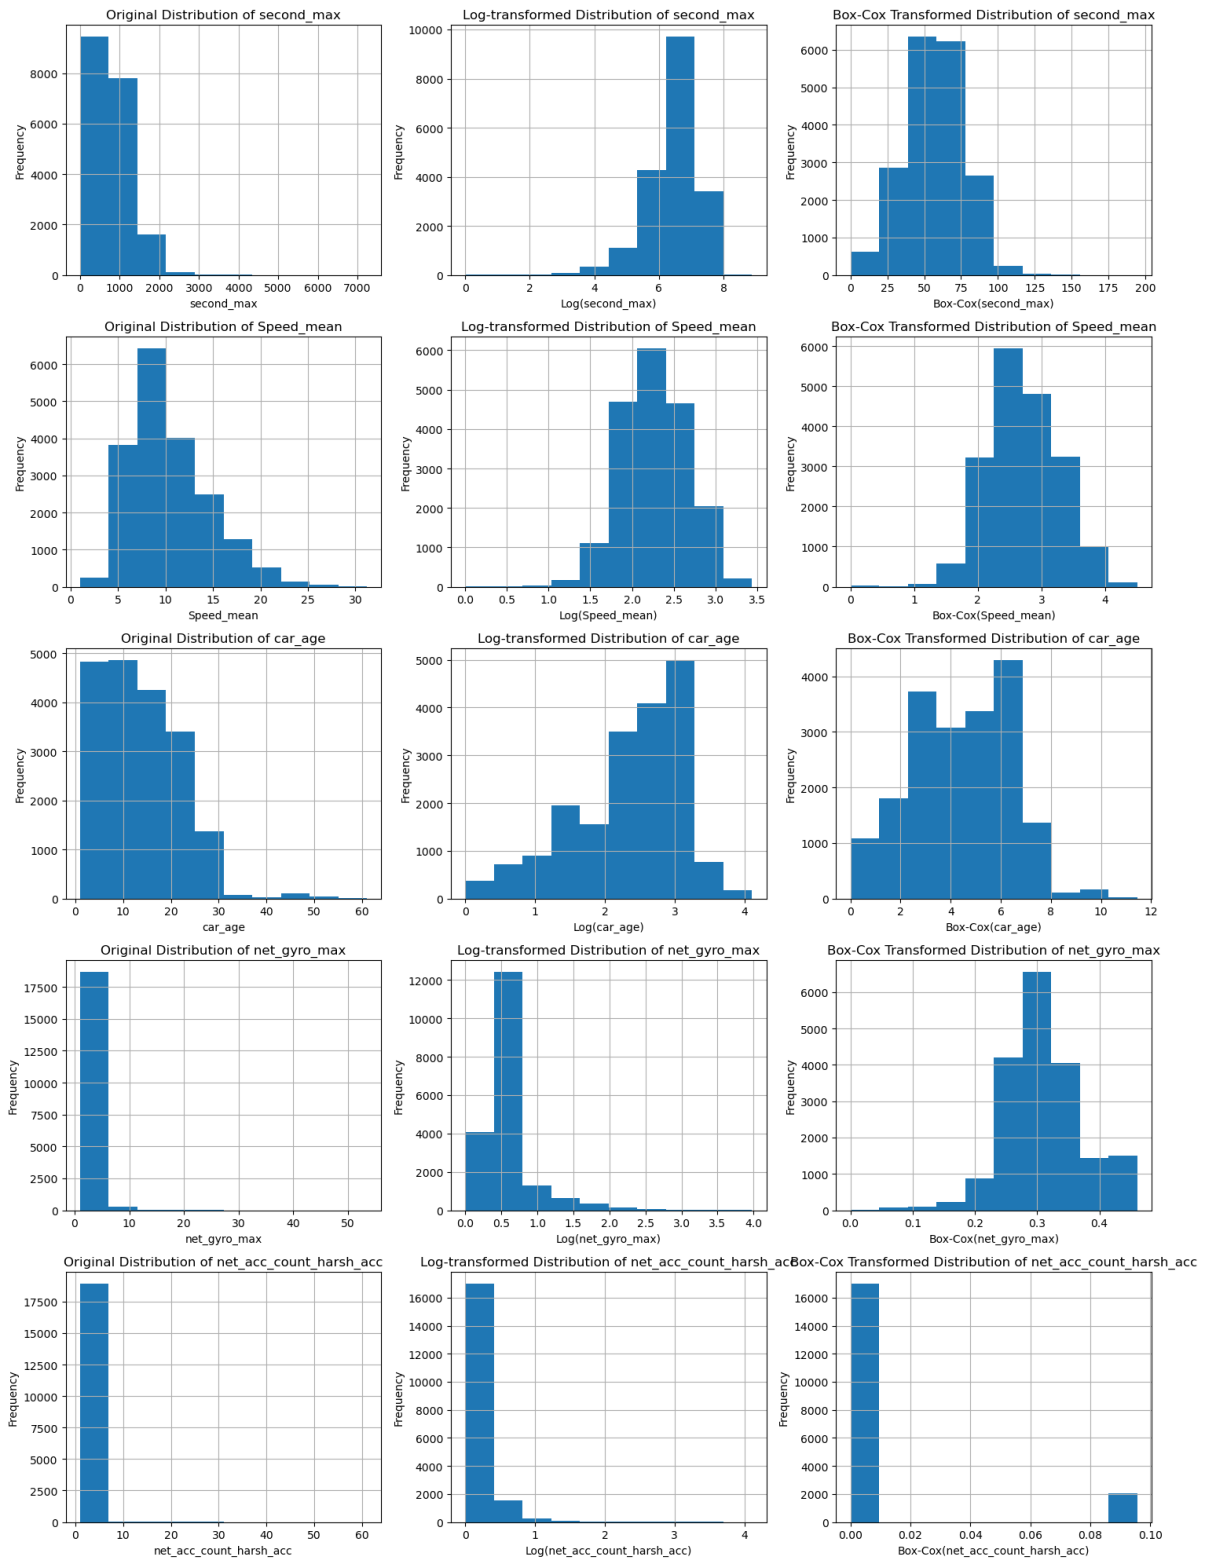 Original Distribution of second_max
Log-transformed Distribution of second_max
Box-Cox Transformed Distribution of second_max
Frequency
8000
6000
4000
2000
0
0 1000 2000 3000 4000 5000 6000 7000
second_max
Frequency
10000
8000
6000
4000
2000
0
0 2 4 6 8
Log(second_max)
Frequency
6000
5000
4000
3000
2000
1000
0
0 25 50 75 100 125 150 175 200
Box-Cox(second_max)
Original Distribution of Speed_mean
Log-transformed Distribution of Speed_mean
Box-Cox Transformed Distribution of Speed_mean
Frequency
6000
5000
4000
3000
2000
1000
0
0 5 10 15 20 25 30
Speed_mean
Frequency
6000
5000
4000
3000
2000
1000
0
0.0 0.5 1.0 1.5 2.0 2.5 3.0 3.5
Log(Speed_mean)
Frequency
6000
5000
4000
3000
2000
1000
0
0 1 2 3 4
Box-Cox(Speed_mean)
Original Distribution of car_age
Log-transformed Distribution of car_age
Box-Cox Transformed Distribution of car_age
Frequency
5000
4000
3000
2000
1000
0
0 10 20 30 40 50 60
car_age
Frequency
5000
4000
3000
2000
1000
0
0 1 2 3 4
Log(car_age)
Frequency
4000
3000
2000
1000
0
0 2 4 6 8 10 12
Box-Cox(car_age)
Original Distribution of net_gyro_max
Log-transformed Distribution of net_gyro_max
Box-Cox Transformed Distribution of net_gyro_max
Frequency
17500
15000
12500
10000
7500
5000
2500
0
0 10 20 30 40 50
net_gyro_max
Frequency
12000
10000
8000
6000
4000
2000
0
0.0 0.5 1.0 1.5 2.0 2.5 3.0 3.5 4.0
Log(net_gyro_max)
Frequency
6000
5000
4000
3000
2000
1000
0
0.0 0.1 0.2 0.3 0.4
Box-Cox(net_gyro_max)
Original Distribution of net_acc_count_harsh_acc
Log-transformed Distribution of net_acc_count_harsh_acc
Box-Cox Transformed Distribution of net_acc_count_harsh_acc
Frequency
17500
15000
12500
10000
7500
5000
2500
0
0 10 20 30 40 50 60
net_acc_count_harsh_acc
Frequency
16000
14000
12000
10000
8000
6000
4000
2000
0
0 1 2 3 4
Log(net_acc_count_harsh_acc)
Frequency
16000
14000
12000
10000
8000
6000
4000
2000
0
0.00 0.02 0.04 0.06 0.08 0.10
Box-Cox(net_acc_count_harsh_acc)